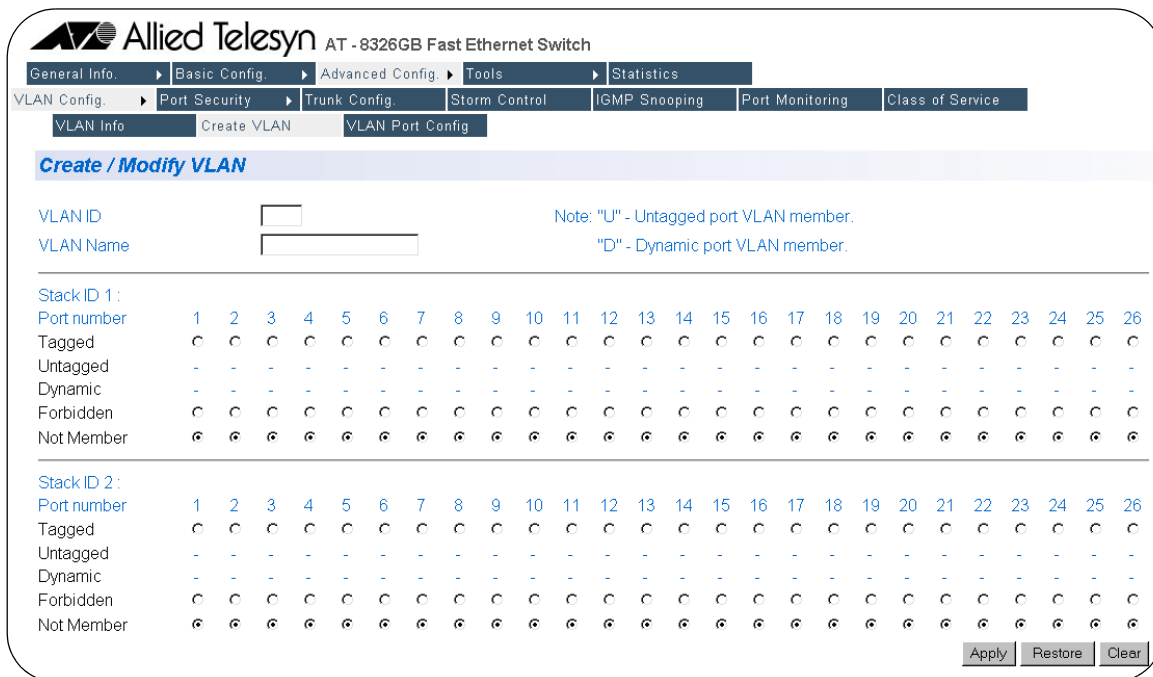 Allied Telesyn AT - 8326GB Fast Ethernet Switch
General Info. Basic Config. Advanced Config. Tools Statistics
VLAN Config. Port Security Trunk Config. Storm Control IGMP Snooping Port Monitoring Class of Service
VLAN Info Create VLAN VLAN Port Config
Create / Modify VLAN
VLAN ID Note: "U" - Untagged port VLAN member.
VLAN Name "D" - Dynamic port VLAN member.
Stack ID 1 :
Port number 1 2 3 4 5 6 7 8 9 10 11 12 13 14 15 16 17 18 19 20 21 22 23 24 25 26
Tagged
Untagged - - - - - - - - - - - - - - - - - - - - - - - - - -
Dynamic - - - - - - - - - - - - - - - - - - - - - - - - - -
Forbidden
Not Member
Stack ID 2 :
Port number 1 2 3 4 5 6 7 8 9 10 11 12 13 14 15 16 17 18 19 20 21 22 23 24 25 26
Tagged
Untagged - - - - - - - - - - - - - - - - - - - - - - - - - -
Dynamic - - - - - - - - - - - - - - - - - - - - - - - - - -
Forbidden
Not Member
Apply Restore Clear